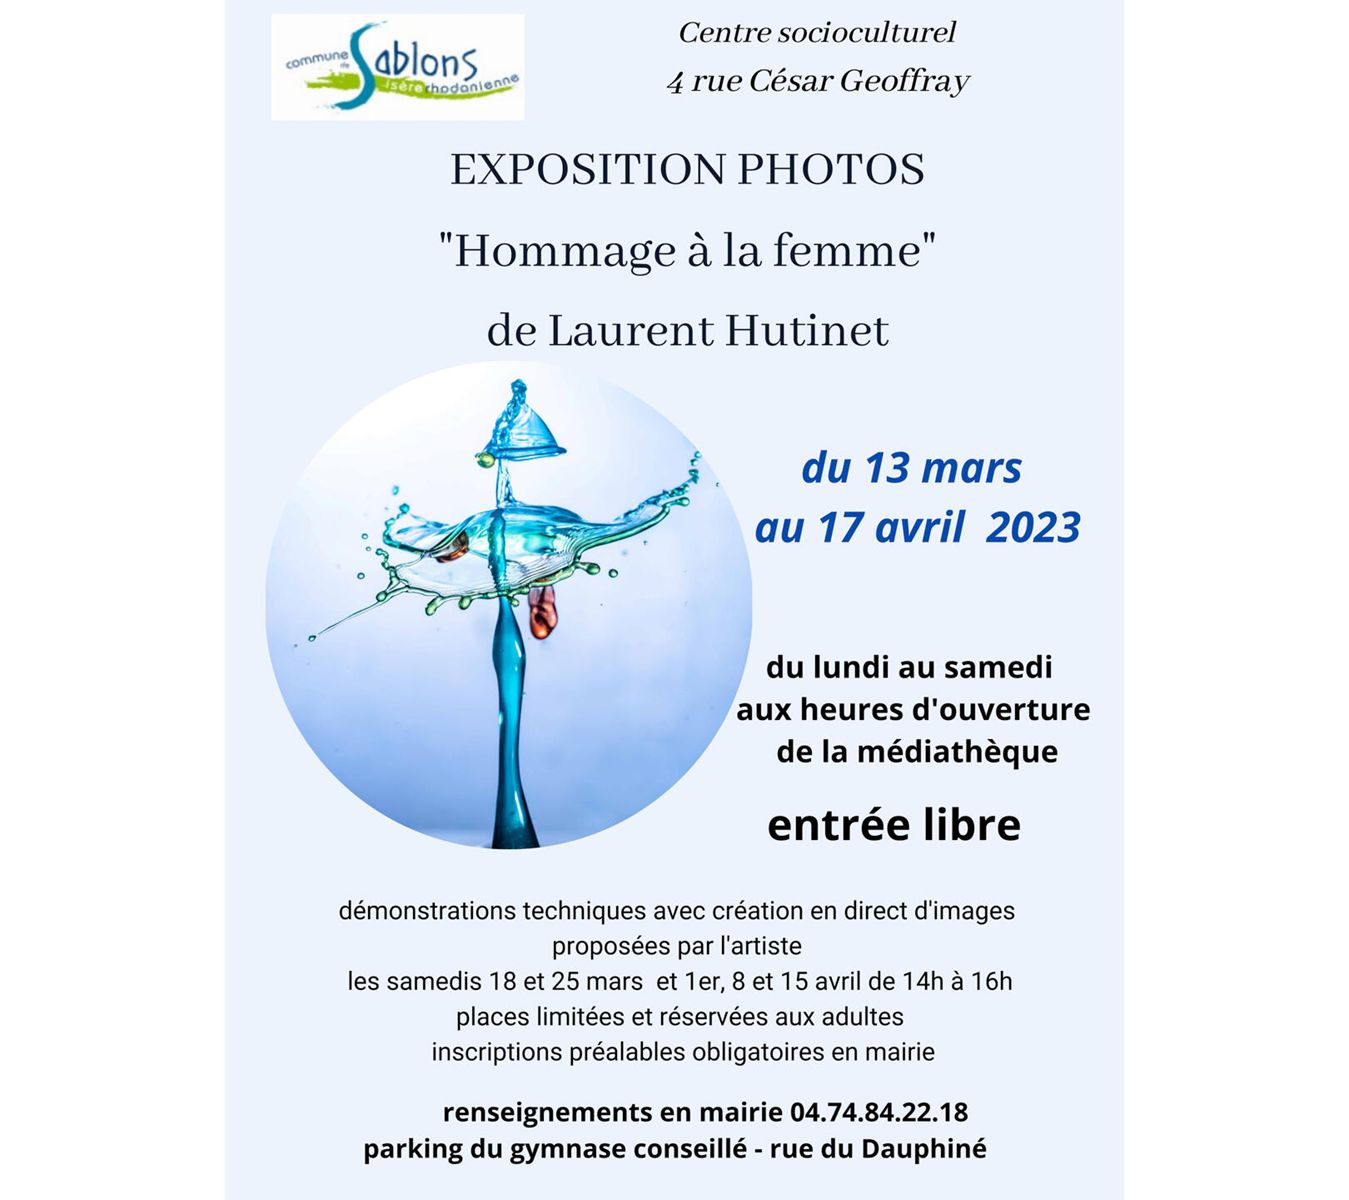 commune
de
Sablons
isère rhodanienne
Centre socioculturel
4 rue César Geoffray
EXPOSITION PHOTOS
"Hommage à la femme"
de Laurent Hutinet
du 13 mars
au 17 avril 2023
du lundi au samedi
aux heures d'ouverture
de la médiathèque
entrée libre
démonstrations techniques avec création en direct d'images
proposées par l'artiste
les samedis 18 et 25 mars et 1er, 8 et 15 avril de 14h à 16h
places limitées et réservées aux adultes
inscriptions préalables obligatoires en mairie
renseignements en mairie 04.74.84.22.18
parking du gymnase conseillé - rue du Dauphiné